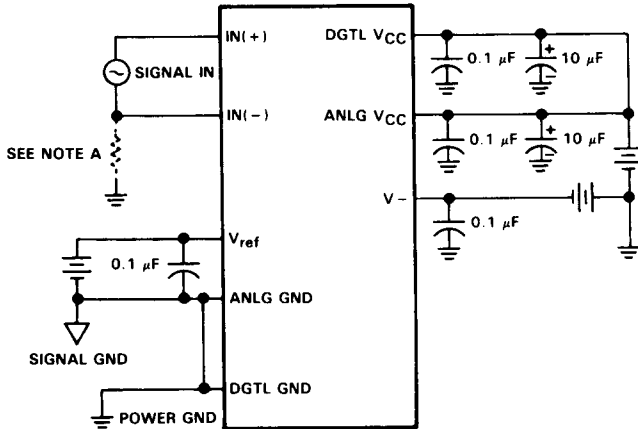 IN(+)
DGTL VCC
SIGNAL IN
0.1 µF
+
10 µF
−
IN(−)
ANLG VCC
SEE NOTE A
0.1 µF
+
10 µF
−
V−
0.1 µF
Vref
0.1 µF
ANLG GND
SIGNAL GND
DGTL GND
POWER GND